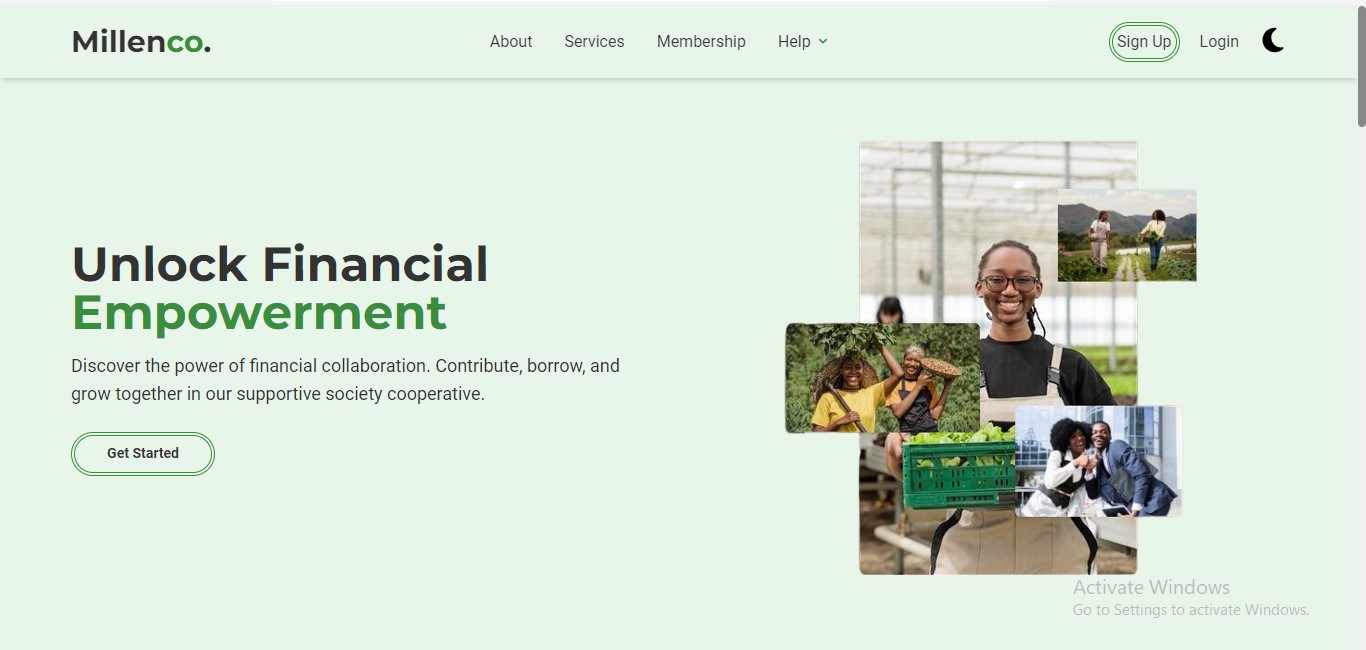 Millenco.
About
Services
Membership
Help
Sign Up
Login
Unlock Financial
Empowerment
Discover the power of financial collaboration. Contribute, borrow, and
grow together in our supportive society cooperative.
Get Started
Activate Windows
Go to Settings to activate Windows.